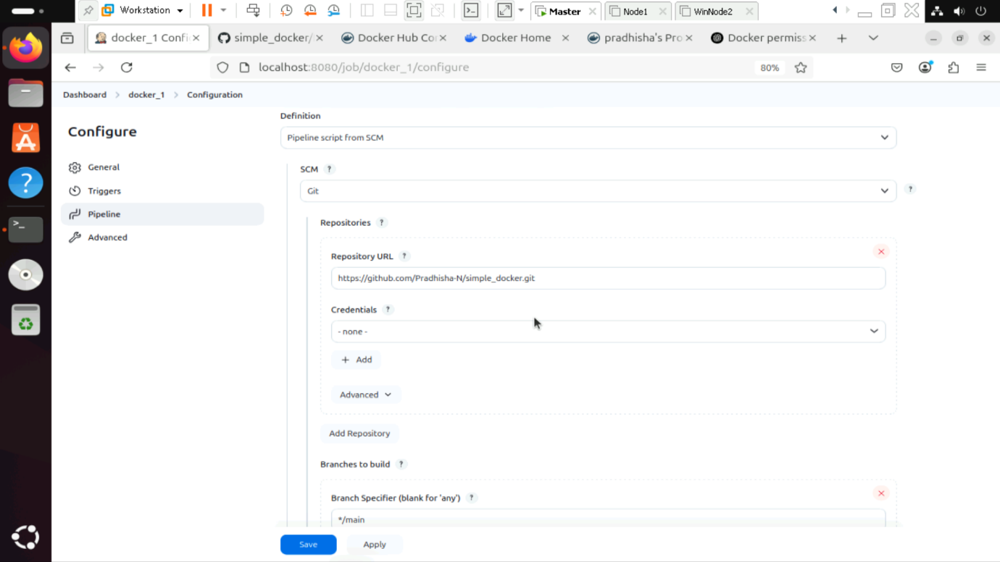 Workstation
Master
Node1
WinNode2
docker_1 Confi
simple_docker/
Docker Hub Co
Docker Home
pradhisha's Pro
Docker permiss
localhost:8080/job/docker_1/configure
80%
Dashboard > docker_1 > Configuration
Configure
General
Triggers
Pipeline
Advanced
Definition
Pipeline script from SCM
SCM ?
Git
?
Repositories ?
Repository URL ?
https://github.com/Pradhisha-N/simple_docker.git
Credentials ?
- none -
+ Add
Advanced
Add Repository
Branches to build ?
Branch Specifier (blank for 'any') ?
*/main
Save
Apply